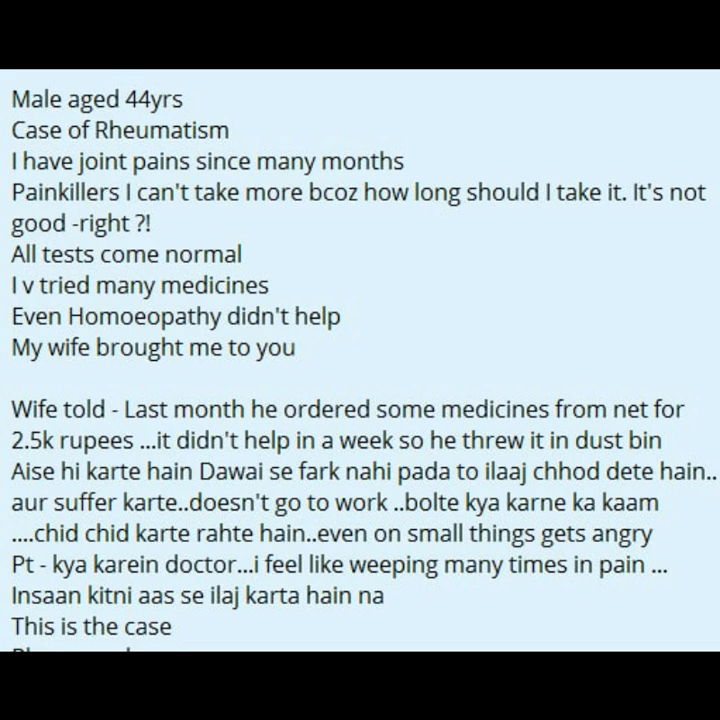 Male aged 44yrs
Case of Rheumatism
I have joint pains since many months
Painkillers I can't take more bcoz how long should I take it. It's not
good -right ?!
All tests come normal
I v tried many medicines
Even Homoeopathy didn't help
My wife brought me to you
Wife told - Last month he ordered some medicines from net for
2.5k rupees ...it didn't help in a week so he threw it in dust bin
Aise hi karte hain Dawai se fark nahi pada to ilaaj chhod dete hain..
aur suffer karte..doesn't go to work ..bolte kya karne ka kaam
....chid chid karte rahte hain..even on small things gets angry
Pt - kya karein doctor...i feel like weeping many times in pain ...
Insaan kitni aas se ilaj karta hain na
This is the case